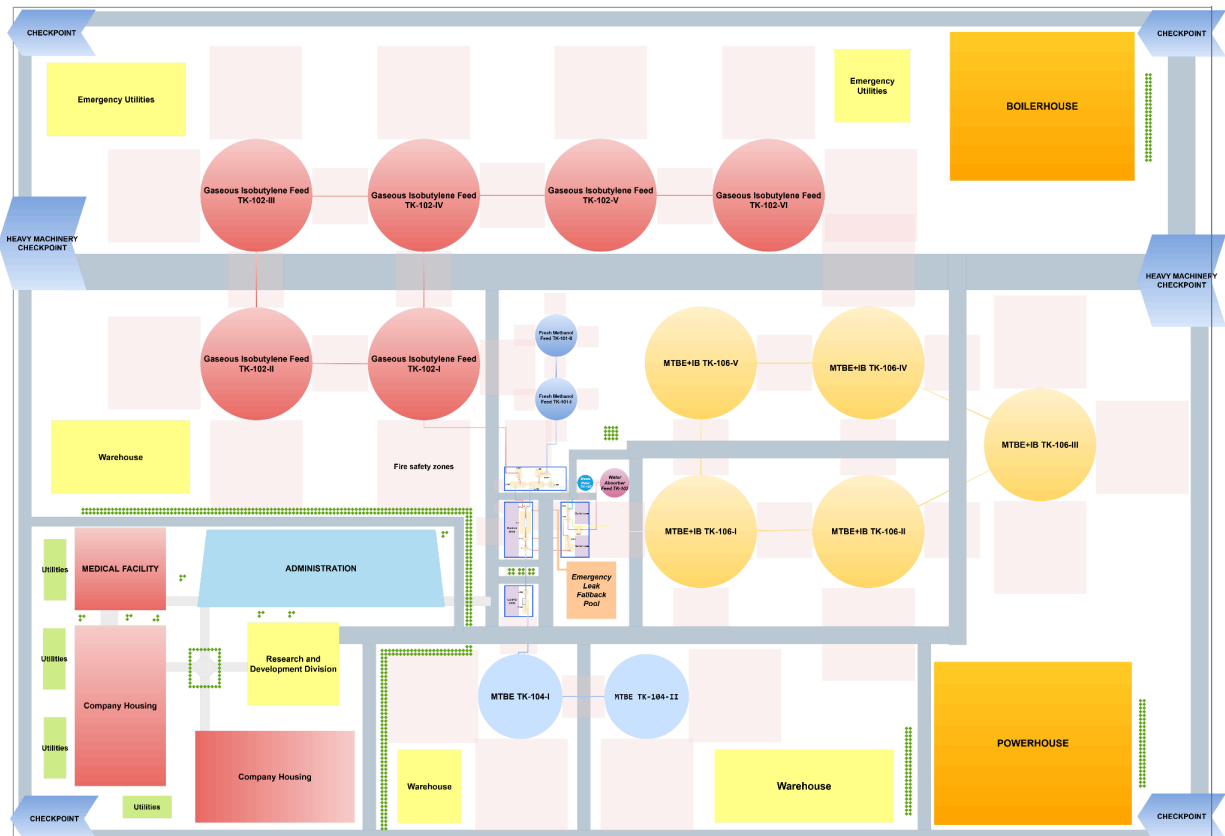 CHECKPOINT
CHECKPOINT
Emergency Utilities
Emergency
Utilities
BOILERHOUSE
Gaseous Isobutylene Feed
TK-102-III
Gaseous Isobutylene Feed
TK-102-IV
Gaseous Isobutylene Feed
TK-102-V
Gaseous Isobutylene Feed
TK-102-VI
HEAVY MACHINERY
CHECKPOINT
HEAVY MACHINERY
CHECKPOINT
Fresh Methanol
Feed TK-101-II
Gaseous Isobutylene Feed
TK-102-II
Gaseous Isobutylene Feed
TK-102-I
MTBE+IB TK-106-V
MTBE+IB TK-106-IV
Fresh Methanol
Feed TK-101-I
MTBE+IB TK-106-III
Warehouse
Fire safety zones
Water
Absorber
Feed TK-103
MTBE+IB TK-106-I
MTBE+IB TK-106-II
Utilities
MEDICAL FACILITY
ADMINISTRATION
Emergency
Leak
Fallback
Pool
Utilities
Research and
Development Division
Company Housing
MTBE TK-104-I
MTBE TK-104-II
Utilities
POWERHOUSE
Company Housing
Warehouse
Warehouse
Utilities
CHECKPOINT
CHECKPOINT